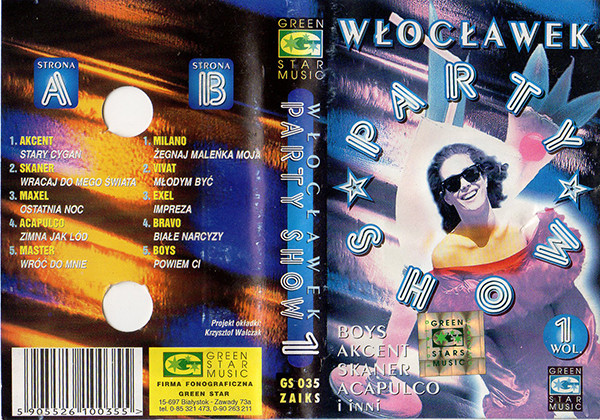 STRONA
A
STRONA
B
1. AKCENT
STARY CYGAN
2. SKANER
WRACAJ DO MEGO ŚWIATA
3. MAXEL
OSTATNIA NOC
4. ACAPULCO
ZIMNA JAK LÓD
5. MASTER
WRÓĆ DO MNIE
1. MILANO
ŻEGNAJ MALEŃKA MOJA
2. VIVAT
MŁODYM BYĆ
3. EXEL
IMPREZA
4. BRAVO
BIAŁE NARCYZY
5. BOYS
POWIEM CI
Projekt okładki:
Krzysztof Walczak
5 905526 100355 >
GREEN
STAR
MUSIC
FIRMA FONOGRAFICZNA
GREEN STAR
15-697 Białystok - Zawady 73a
tel. 0-85 321 473, 0-90 263 211
GREEN
STAR
MUSIC
WŁOCŁAWEK
PARTY SHOW 1
GS 035
ZAIKS
WŁOCŁAWEK
PARTY
SHOW
BOYS
AKCENT
SKANER
ACAPULCO
i inni
GREEN
STARS
MUSIC
1
WOL.
GREEN
STAR
MUSIC